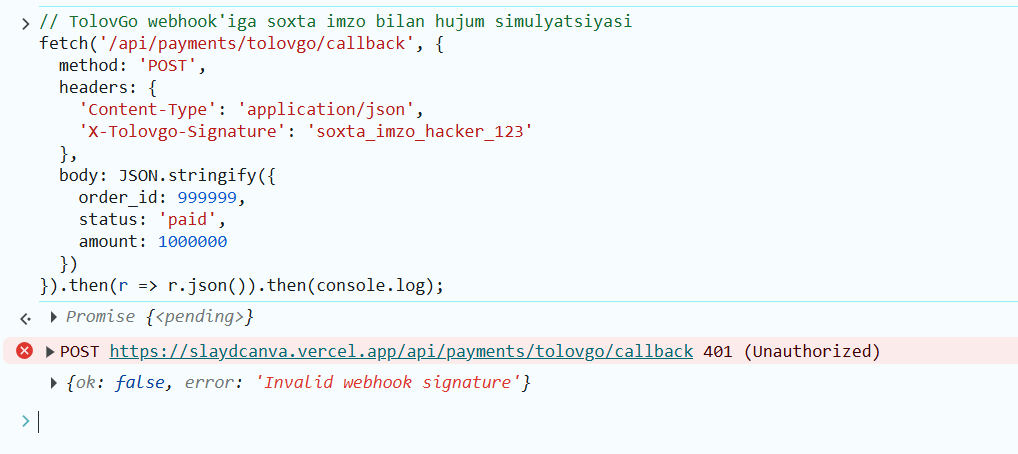 // TolovGo webhook'iga soxta imzo bilan hujum simulyatsiyasi
fetch('/api/payments/tolovgo/callback', {
  method: 'POST',
  headers: {
    'Content-Type': 'application/json',
    'X-Tolovgo-Signature': 'soxta_imzo_hacker_123'
  },
  body: JSON.stringify({
    order_id: 999999,
    status: 'paid',
    amount: 1000000
  })
}).then(r => r.json()).then(console.log);
Promise {<pending>}
POST https://slaydcanva.vercel.app/api/payments/tolovgo/callback 401 (Unauthorized)
{ok: false, error: 'Invalid webhook signature'}